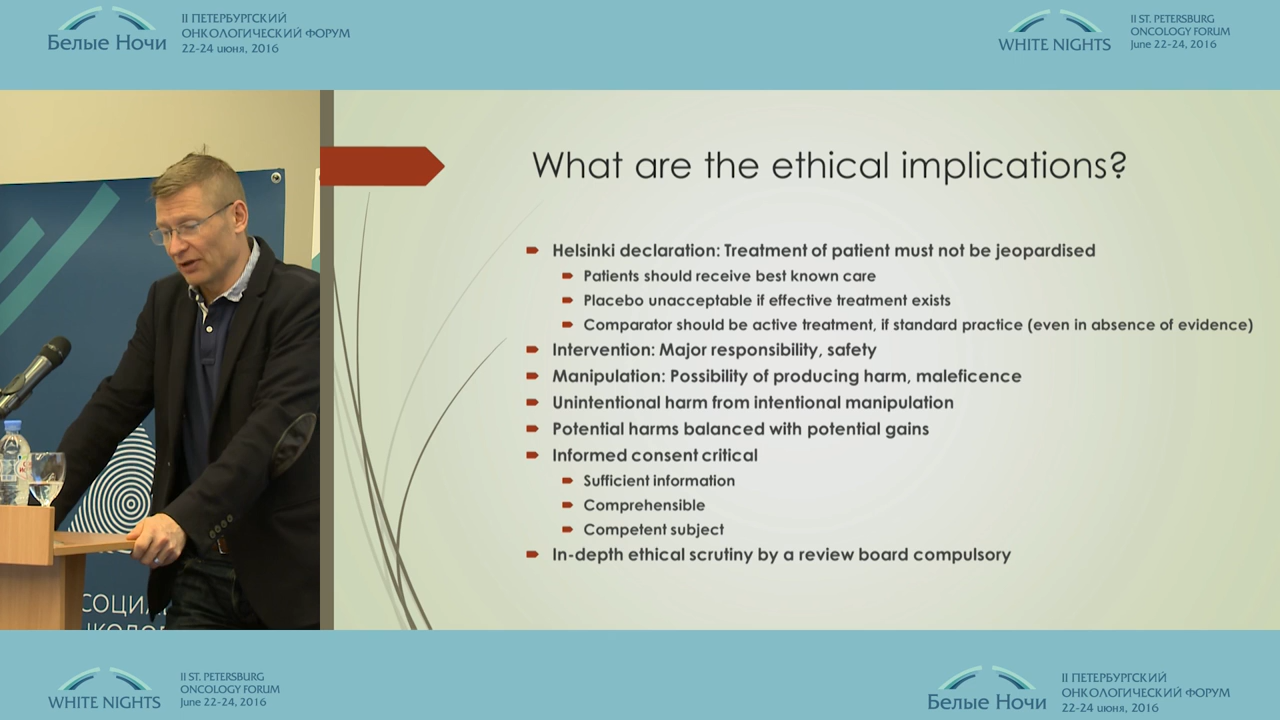 II ПЕТЕРБУРГСКИЙ
ОНКОЛОГИЧЕСКИЙ ФОРУМ
22-24 июня, 2016
Белые Ночи
II ST. PETERSBURG
ONCOLOGY FORUM
June 22-24, 2016
WHITE NIGHTS
What are the ethical implications?
Helsinki declaration: Treatment of patient must not be jeopardised
Patients should receive best known care
Placebo unacceptable if effective treatment exists
Comparator should be active treatment, if standard practice (even in absence of evidence)
Intervention: Major responsibility, safety
Manipulation: Possibility of producing harm, maleficence
Unintentional harm from intentional manipulation
Potential harms balanced with potential gains
Informed consent critical
Sufficient information
Comprehensible
Competent subject
In-depth ethical scrutiny by a review board compulsory
II ST. PETERSBURG
ONCOLOGY FORUM
June 22-24, 2016
WHITE NIGHTS
II ПЕТЕРБУРГСКИЙ
ОНКОЛОГИЧЕСКИЙ ФОРУМ
22-24 июня, 2016
Белые Ночи